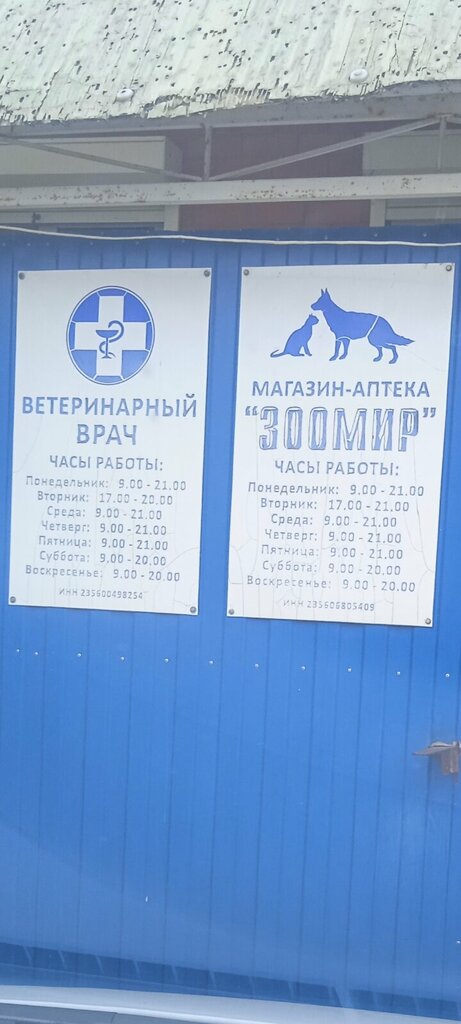 ВЕТЕРИНАРНЫЙ
ВРАЧ
ЧАСЫ РАБОТЫ:
Понедельник: 9.00 - 21.00
Вторник: 17.00 - 20.00
Среда: 9.00 - 21.00
Четверг: 9.00 - 21.00
Пятница: 9.00 - 21.00
Суббота: 9.00 - 20.00
Воскресенье: 9.00 - 20.00
ИНН 235600498254
МАГАЗИН-АПТЕКА
"ЗООМИР"
ЧАСЫ РАБОТЫ:
Понедельник: 9.00 - 21.00
Вторник: 17.00 - 21.00
Среда: 9.00 - 21.00
Четверг: 9.00 - 21.00
Пятница: 9.00 - 21.00
Суббота: 9.00 - 20.00
Воскресенье: 9.00 - 20.00
ИНН 235606805409